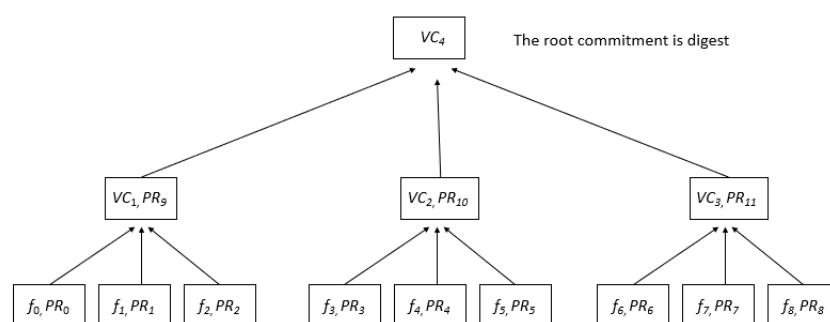 VC₄
The root commitment is digest
VC₁, PR₉
VC₂, PR₁₀
VC₃, PR₁₁
f₀, PR₀
f₁, PR₁
f₂, PR₂
f₃, PR₃
f₄, PR₄
f₅, PR₅
f₆, PR₆
f₇, PR₇
f₈, PR₈